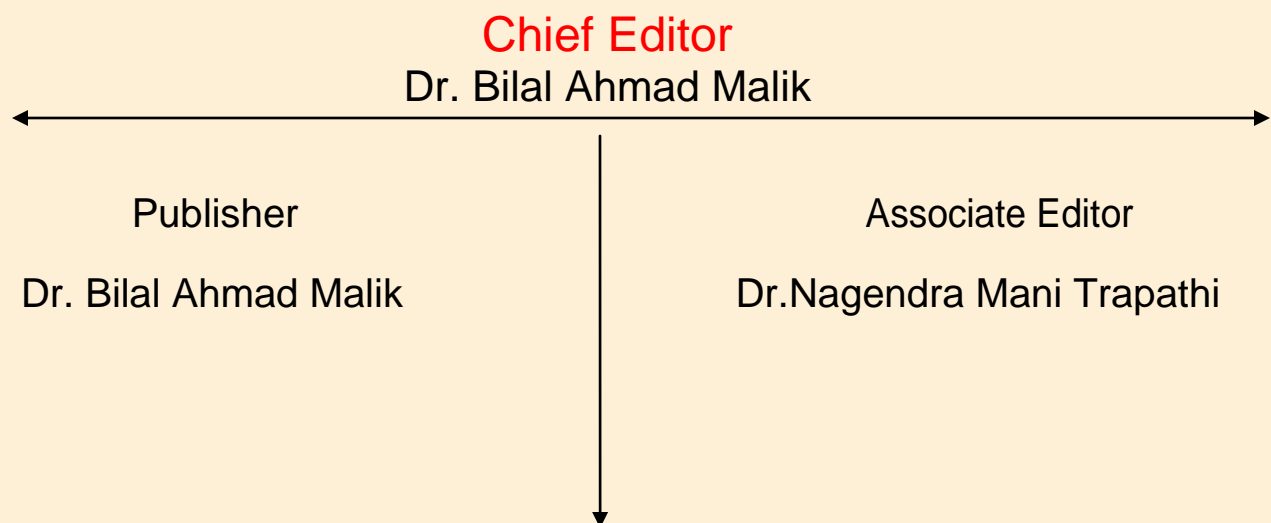 Chief Editor
Dr. Bilal Ahmad Malik
Publisher
Dr. Bilal Ahmad Malik
Associate Editor
Dr.Nagendra Mani Trapathi